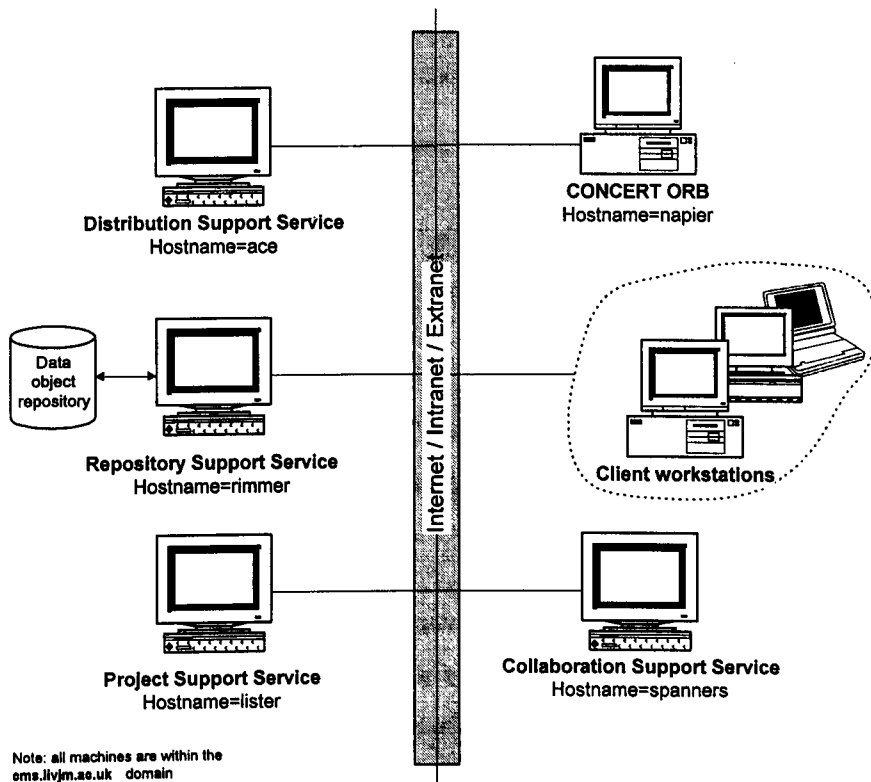 Distribution Support Service
Hostname=ace
CONCERT ORB
Hostname=napier
Internet / Intranet / Extranet
Data
object
repository
Repository Support Service
Hostname=rimmer
Client workstations
Project Support Service
Hostname=lister
Collaboration Support Service
Hostname=spanners
Note: all machines are within the
cms.livjm.ac.uk domain